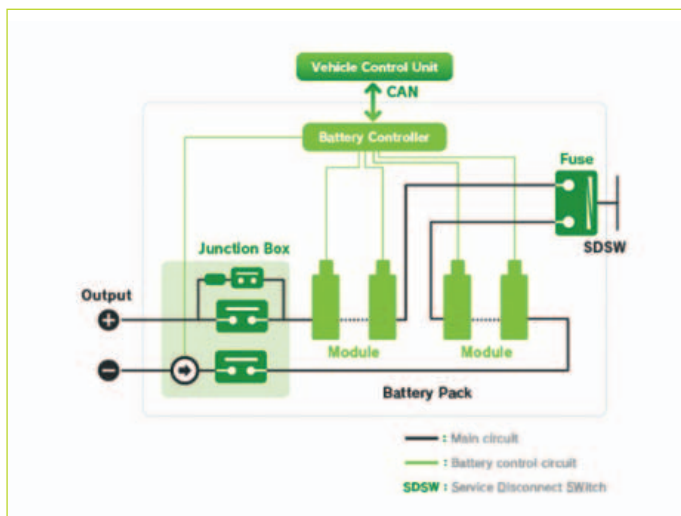 Vehicle Control Unit
CAN
Battery Controller
Fuse
SDSW
Junction Box
Output
Module
Module
Battery Pack
: Main circuit
: Battery control circuit
SDSW : Service Disconnect SWitch